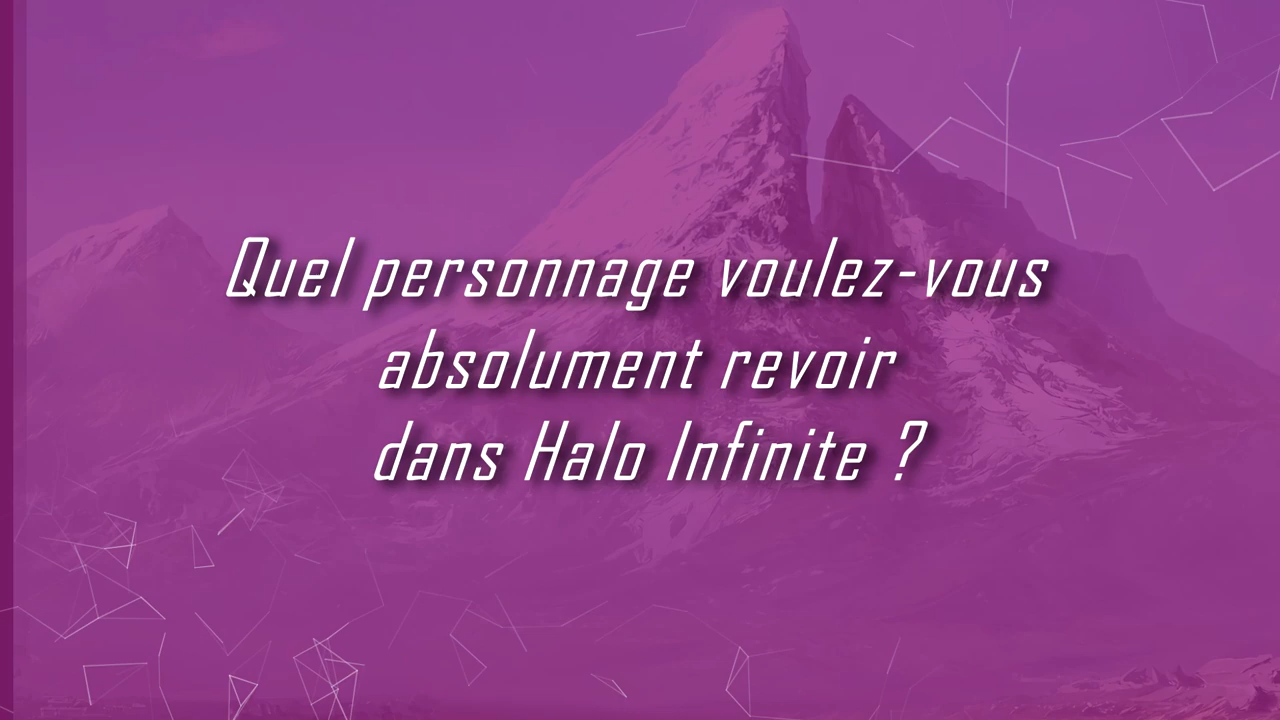 Quel personnage voulez-vous
absolument revoir
dans Halo Infinite ?